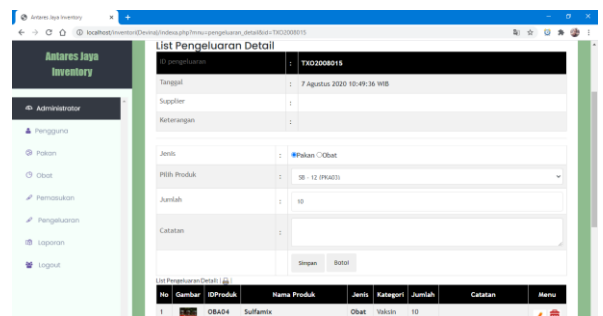 Antares Jaya Inventory
localhost/inventoriDevina/indexa.php?mnu=pengeluaran_detail&id=TXO2008015
Antares Jaya
Inventory
Administrator
Pengguna
Pakan
Obat
Pemasukan
Pengeluaran
Laporan
Logout
List Pengeluaran Detail
ID pengeluaran : TXO2008015
Tanggal : 7 Agustus 2020 10:49:36 WIB
Supplier :
Keterangan :
Jenis : Pakan Obat
Pilih Produk : SB - 12 (PKA03)
Jumlah : 10
Catatan :
Simpan Batal
List Pengeluaran Detail: | :
No Gambar IDProduk Nama Produk Jenis Kategori Jumlah Catatan Menu
1 OBA04 Sulfamix Obat Vaksin 10